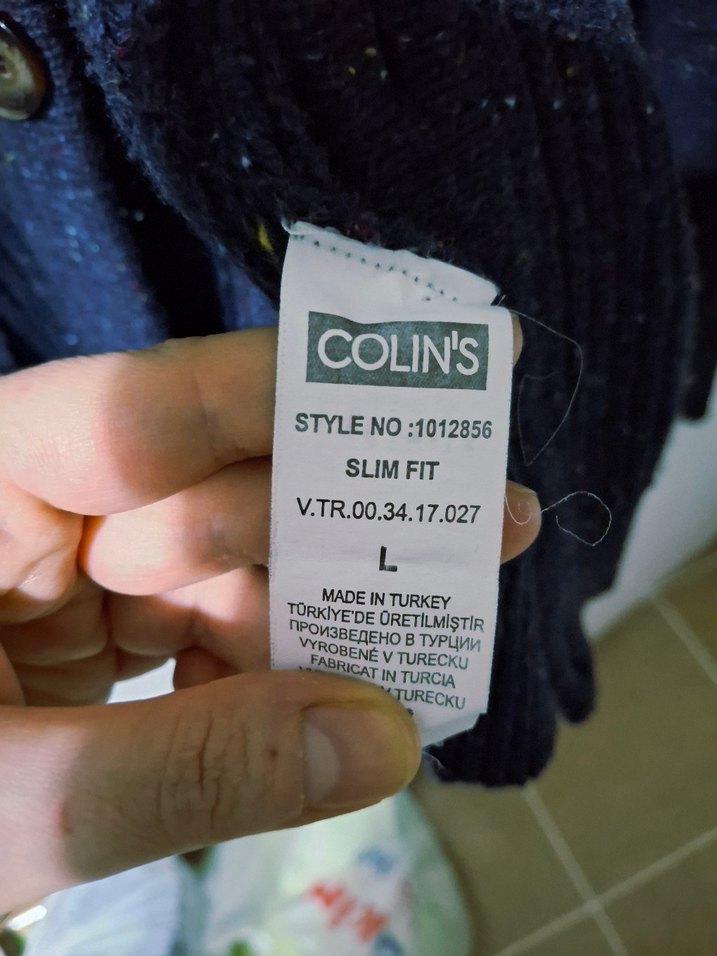 COLIN'S
STYLE NO :1012856
SLIM FIT
V.TR.00.34.17.027
L
MADE IN TURKEY
TÜRKİYE'DE ÜRETİLMİŞTİR
ПРОИЗВЕДЕНО В ТУРЦИИ
VYROBENÉ V TURECKU
FABRICAT IN TURCIA
TURECKU